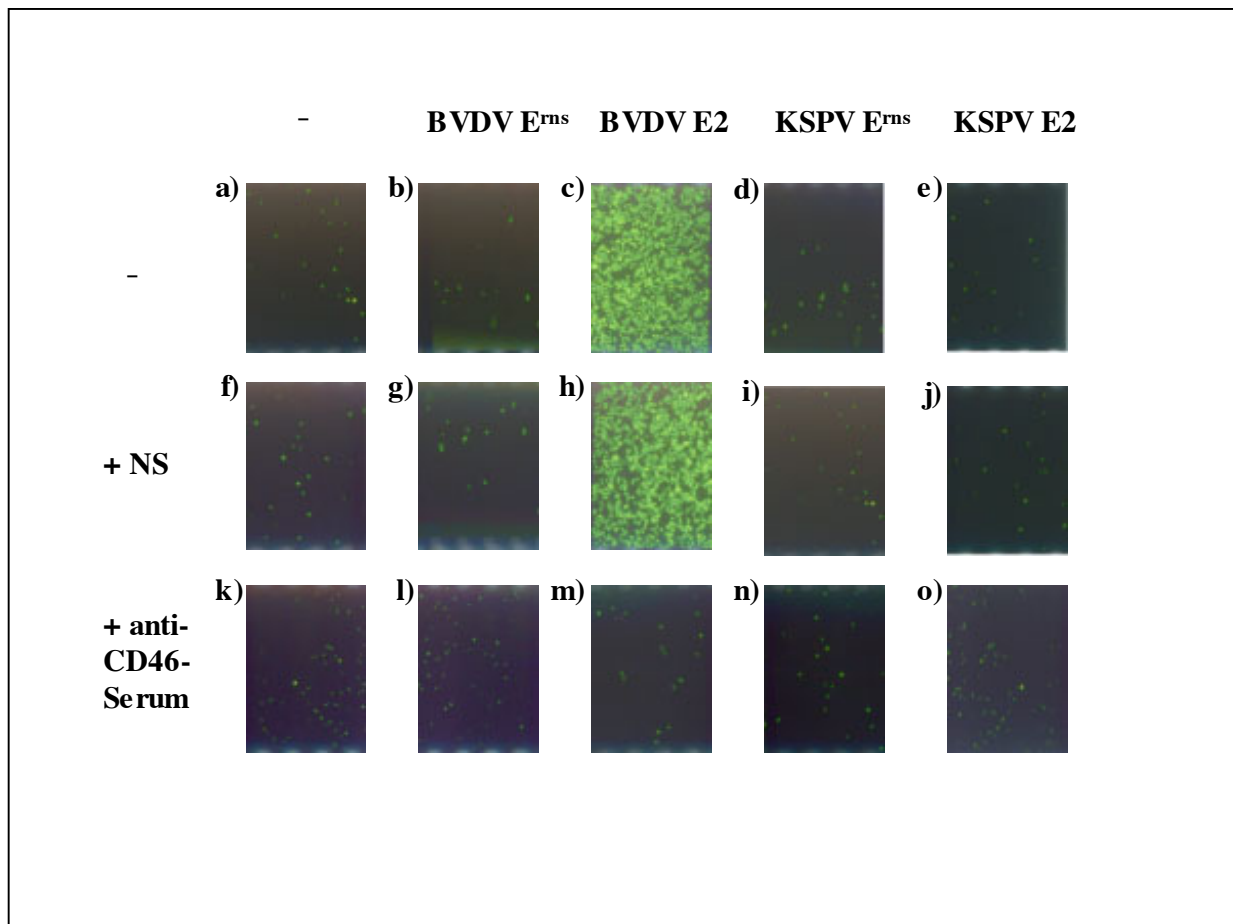 - BVDV Erns BVDV E2 KSPV Erns KSPV E2
a) b) c) d) e)
-
f) g) h) i) j)
+ NS
k) l) m) n) o)
+ anti-
CD46-
Serum